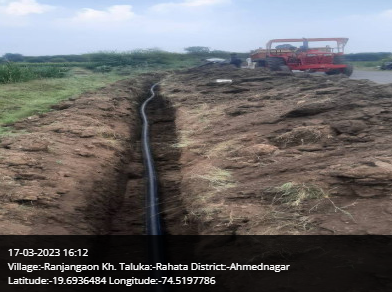 17-03-2023 16:12
Village:-Ranjangaon Kh. Taluka:-Rahata District:-Ahmednagar
Latitude:-19.6936484 Longitude:-74.5197786